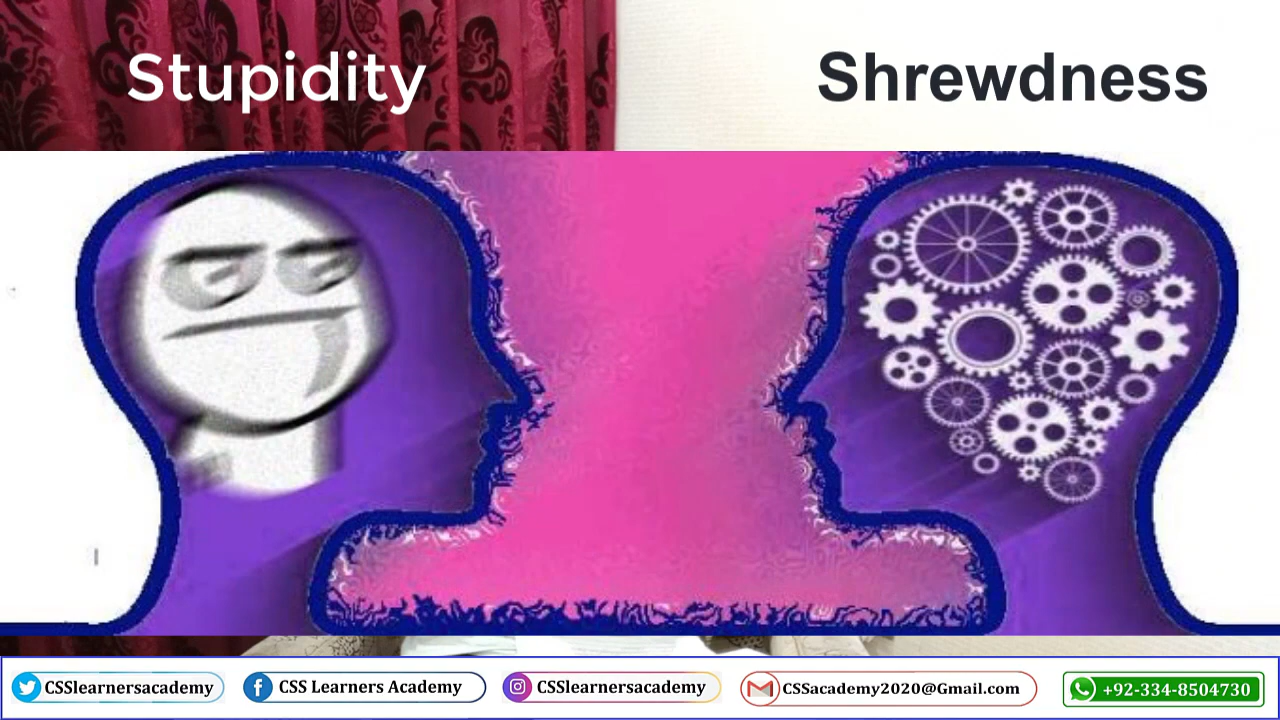 Stupidity
Shrewdness
CSSlearnersacademy
CSS Learners Academy
CSSlearnersacademy
CSSacademy2020@Gmail.com
+92-334-8504730